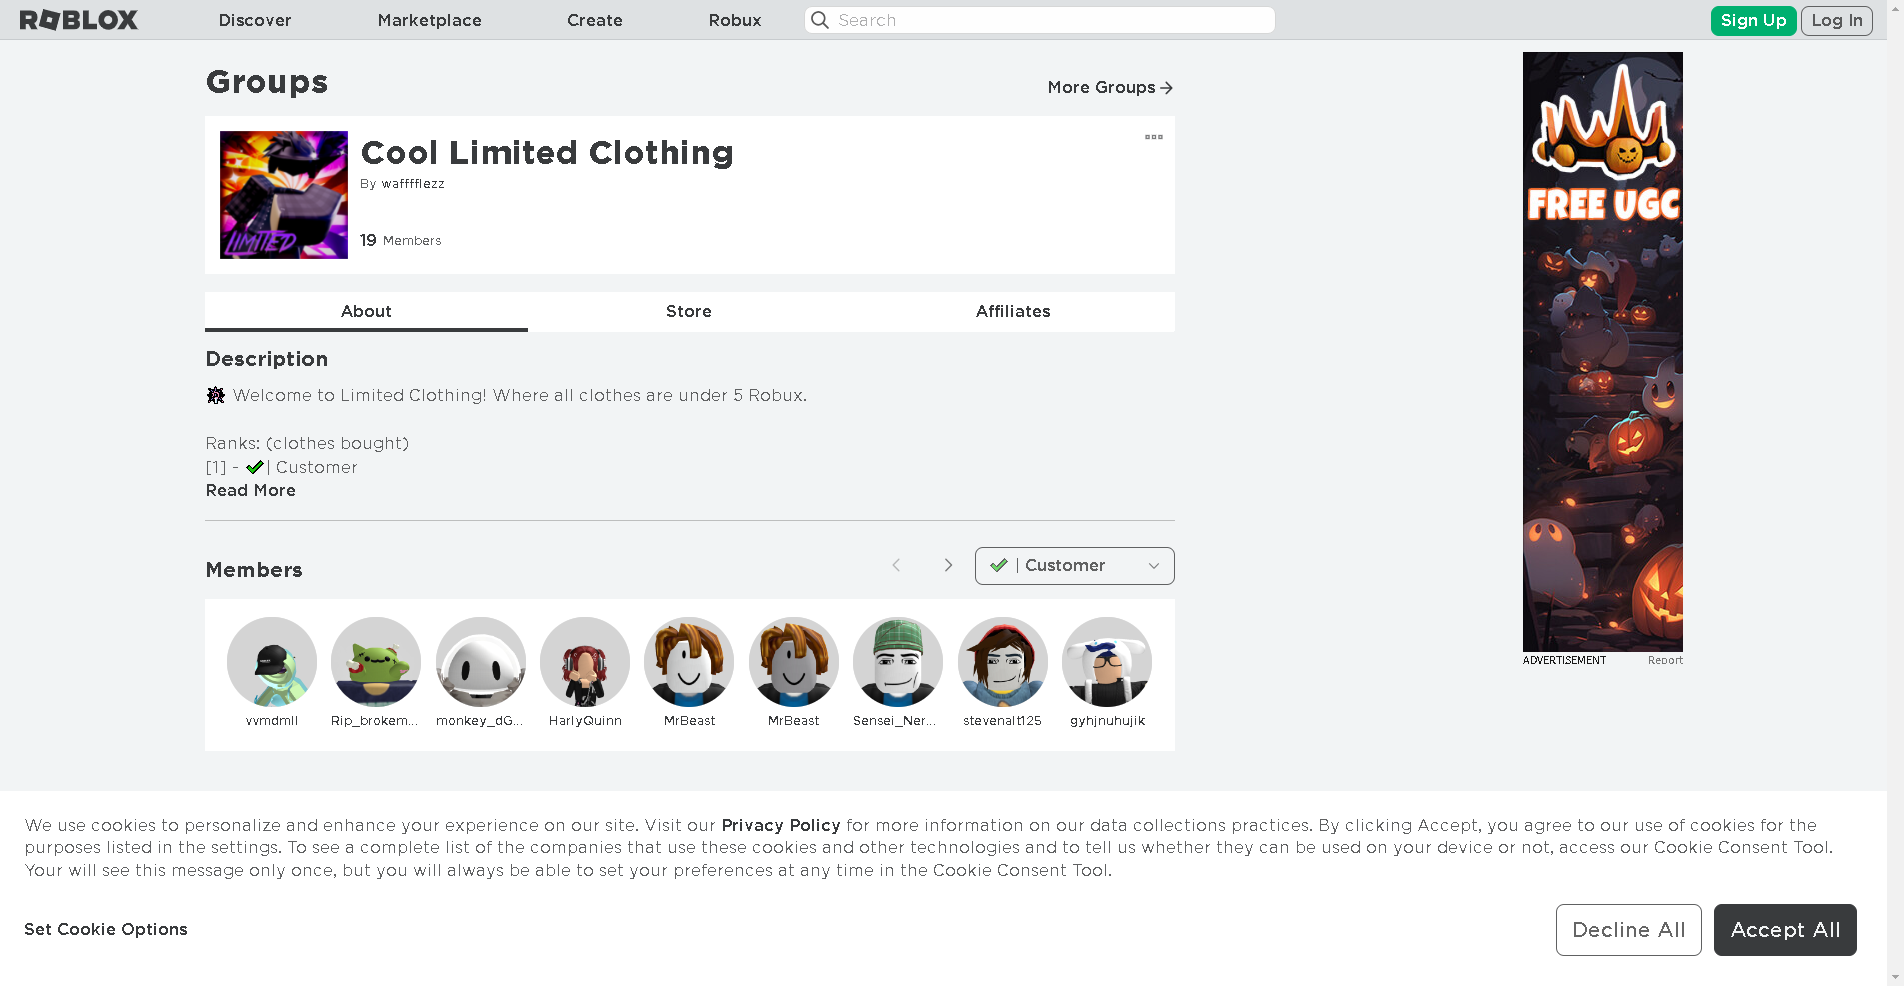 ROBLOX
Discover
Marketplace
Create
Robux
Search
Sign Up
Log In
Groups
More Groups
Cool Limited Clothing
By wafffflezz
19 Members
LIMITED
About
Store
Affiliates
Description
Welcome to Limited Clothing! Where all clothes are under 5 Robux.
Ranks: (clothes bought)
[1] - ✔| Customer
Read More
Members
✔ | Customer
vvmdmll
Rip_brokem...
monkey_dG...
HarlyQuinn
MrBeast
MrBeast
Sensei_Ner...
stevenalt125
gyhjnuhujik
FREE UGC
ADVERTISEMENT
Report
We use cookies to personalize and enhance your experience on our site. Visit our Privacy Policy for more information on our data collections practices. By clicking Accept, you agree to our use of cookies for the
purposes listed in the settings. To see a complete list of the companies that use these cookies and other technologies and to tell us whether they can be used on your device or not, access our Cookie Consent Tool.
Your will see this message only once, but you will always be able to set your preferences at any time in the Cookie Consent Tool.
Set Cookie Options
Decline All
Accept All